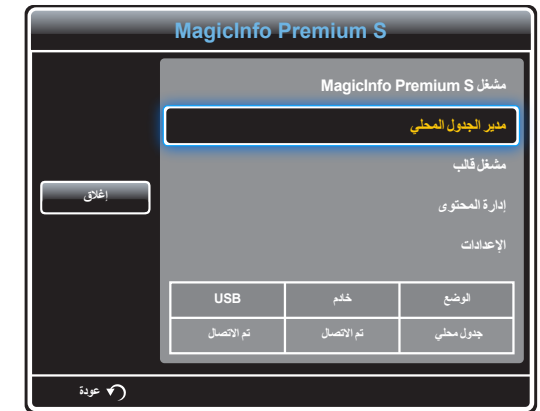 MagicInfo Premium S
مشغل MagicInfo Premium S
مدير الجدول المحلي
مشغل قالب
إدارة المحتوى
الإعدادات
إغلاق
الوضع خادم USB
جدول محلي تم الاتصال تم الاتصال
عودة